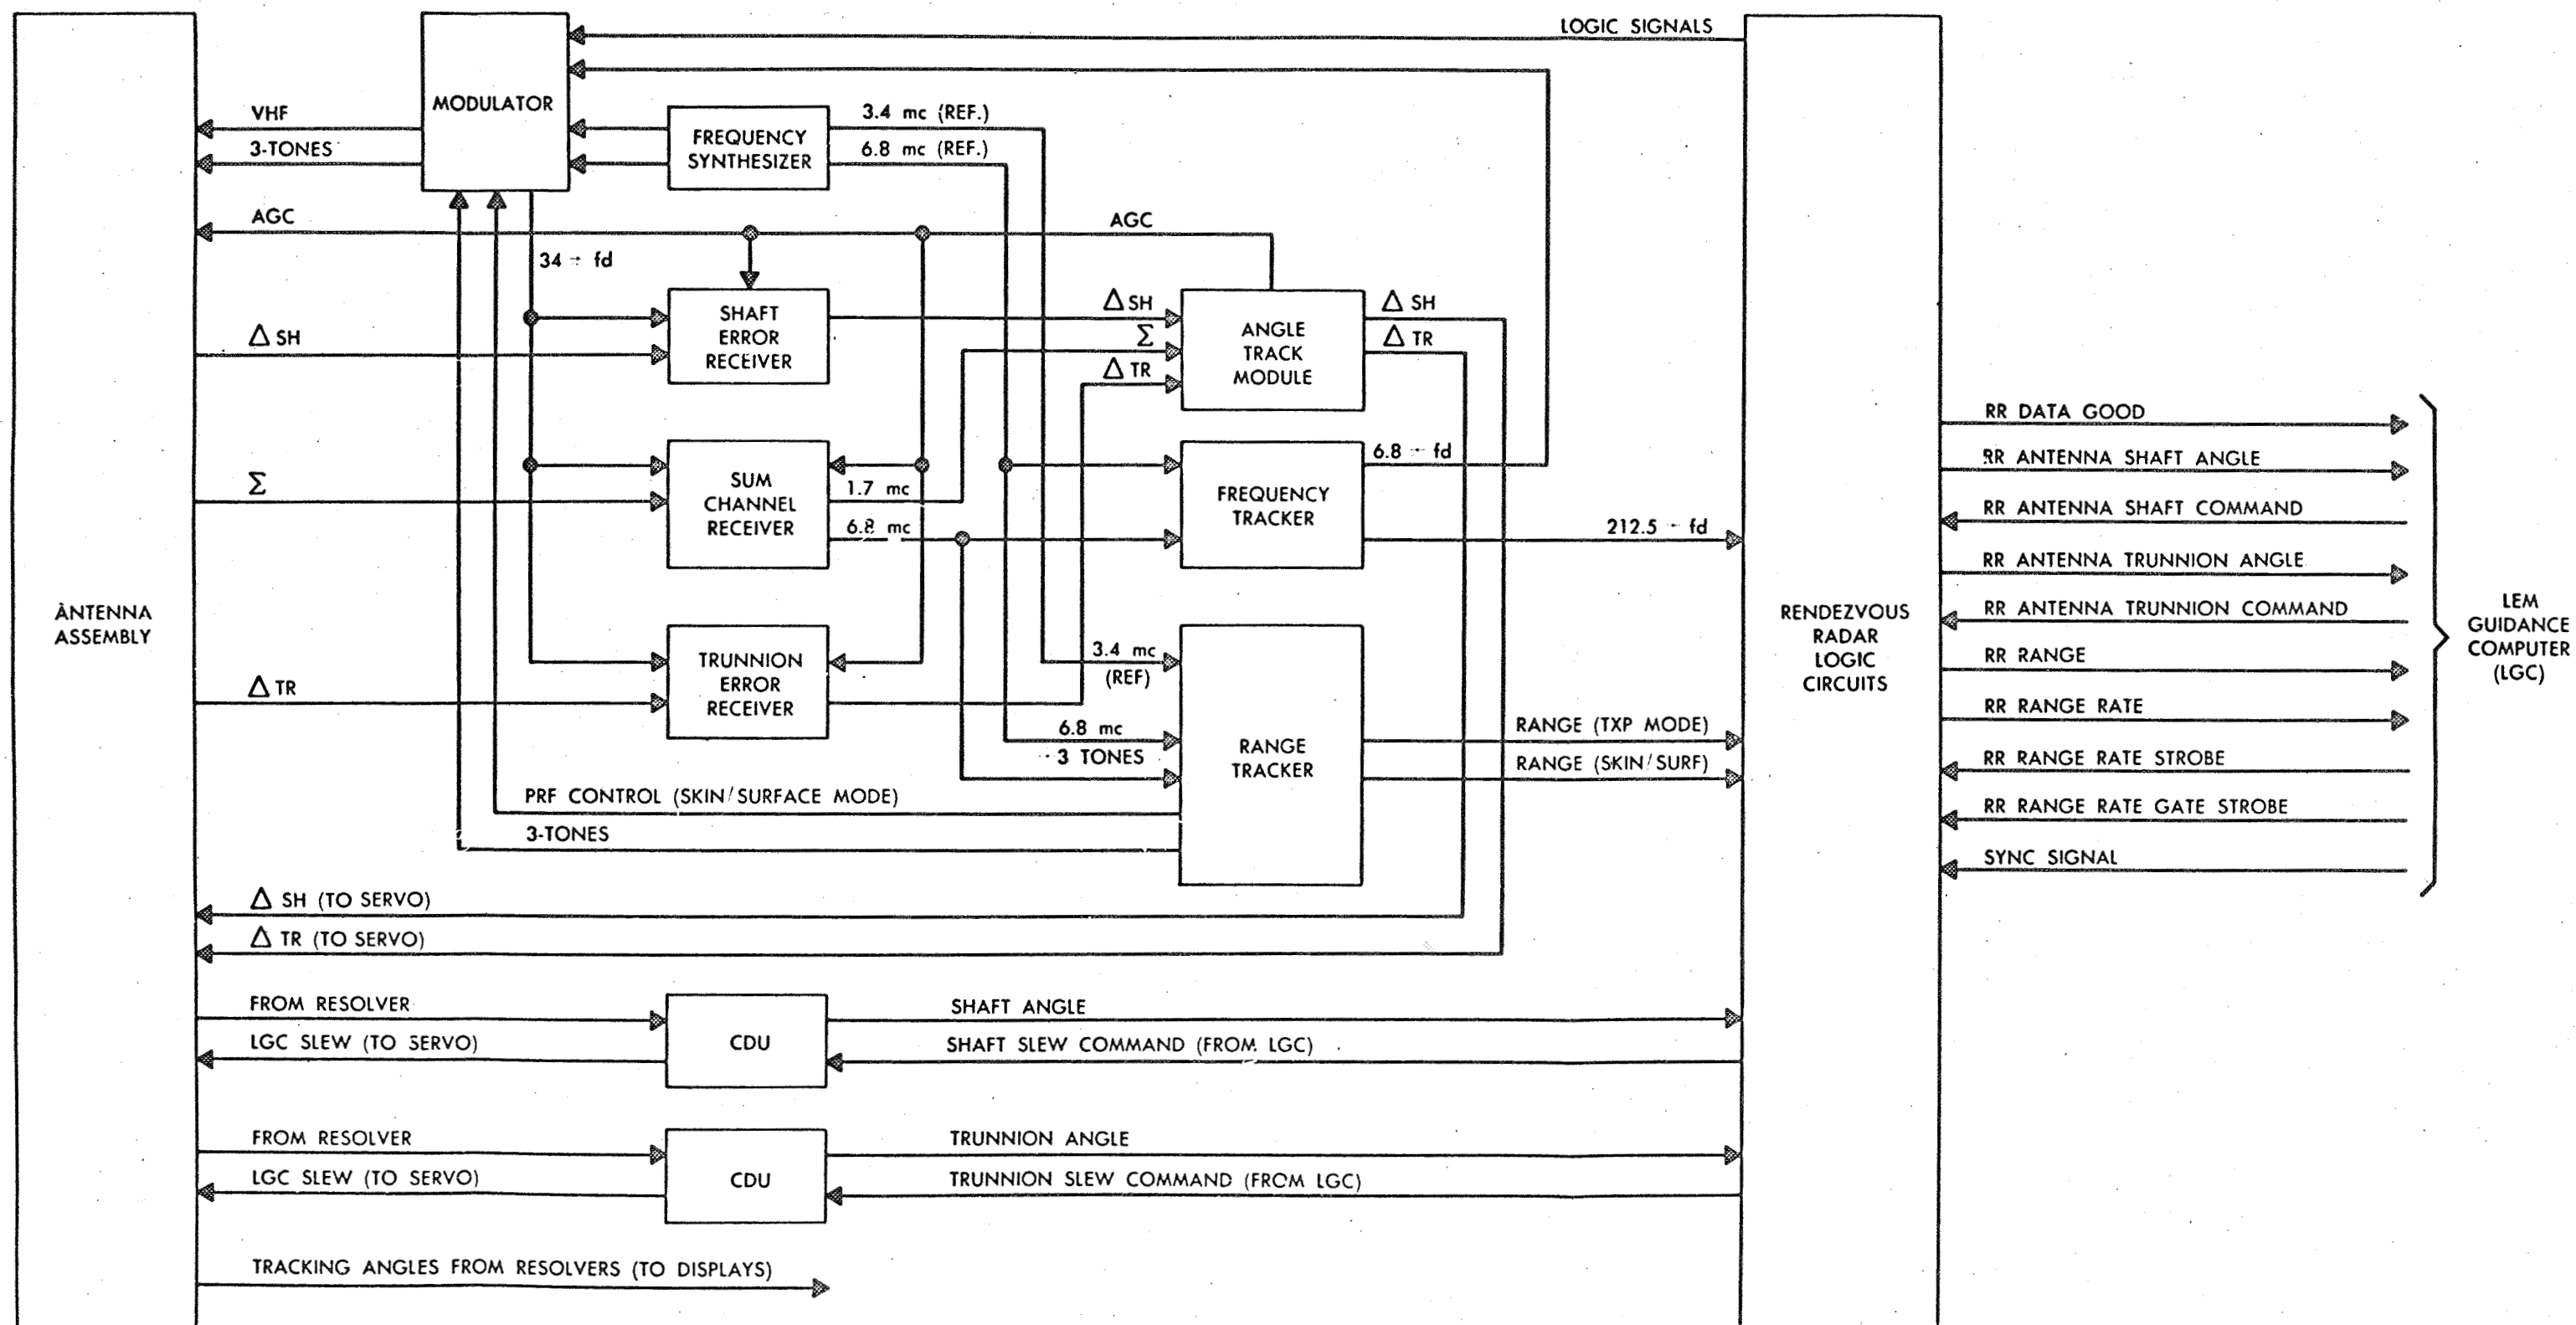 LOGIC SIGNALS
MODULATOR
VHF
3-TONES
FREQUENCY
SYNTHESIZER
3.4 mc (REF.)
6.8 mc (REF.)
AGC
AGC
34 - fd
Δ SH
SHAFT
ERROR
RECEIVER
Δ SH
Σ
Δ TR
ANGLE
TRACK
MODULE
Δ SH
Δ TR
Σ
SUM
CHANNEL
RECEIVER
1.7 mc
6.8 mc
FREQUENCY
TRACKER
6.8 - fd
212.5 - fd
ANTENNA
ASSEMBLY
Δ TR
TRUNNION
ERROR
RECEIVER
3.4 mc
(REF)
6.8 mc
- 3 TONES
RANGE
TRACKER
RANGE (TXP MODE)
RANGE (SKIN/SURF)
PRF CONTROL (SKIN/SURFACE MODE)
3-TONES
Δ SH (TO SERVO)
Δ TR (TO SERVO)
FROM RESOLVER
LGC SLEW (TO SERVO)
CDU
SHAFT ANGLE
SHAFT SLEW COMMAND (FROM LGC)
FROM RESOLVER
LGC SLEW (TO SERVO)
CDU
TRUNNION ANGLE
TRUNNION SLEW COMMAND (FROM LGC)
TRACKING ANGLES FROM RESOLVERS (TO DISPLAYS)
RENDEZVOUS
RADAR
LOGIC
CIRCUITS
RR DATA GOOD
RR ANTENNA SHAFT ANGLE
RR ANTENNA SHAFT COMMAND
RR ANTENNA TRUNNION ANGLE
RR ANTENNA TRUNNION COMMAND
RR RANGE
RR RANGE RATE
RR RANGE RATE STROBE
RR RANGE RATE GATE STROBE
SYNC SIGNAL
LEM
GUIDANCE
COMPUTER
(LGC)